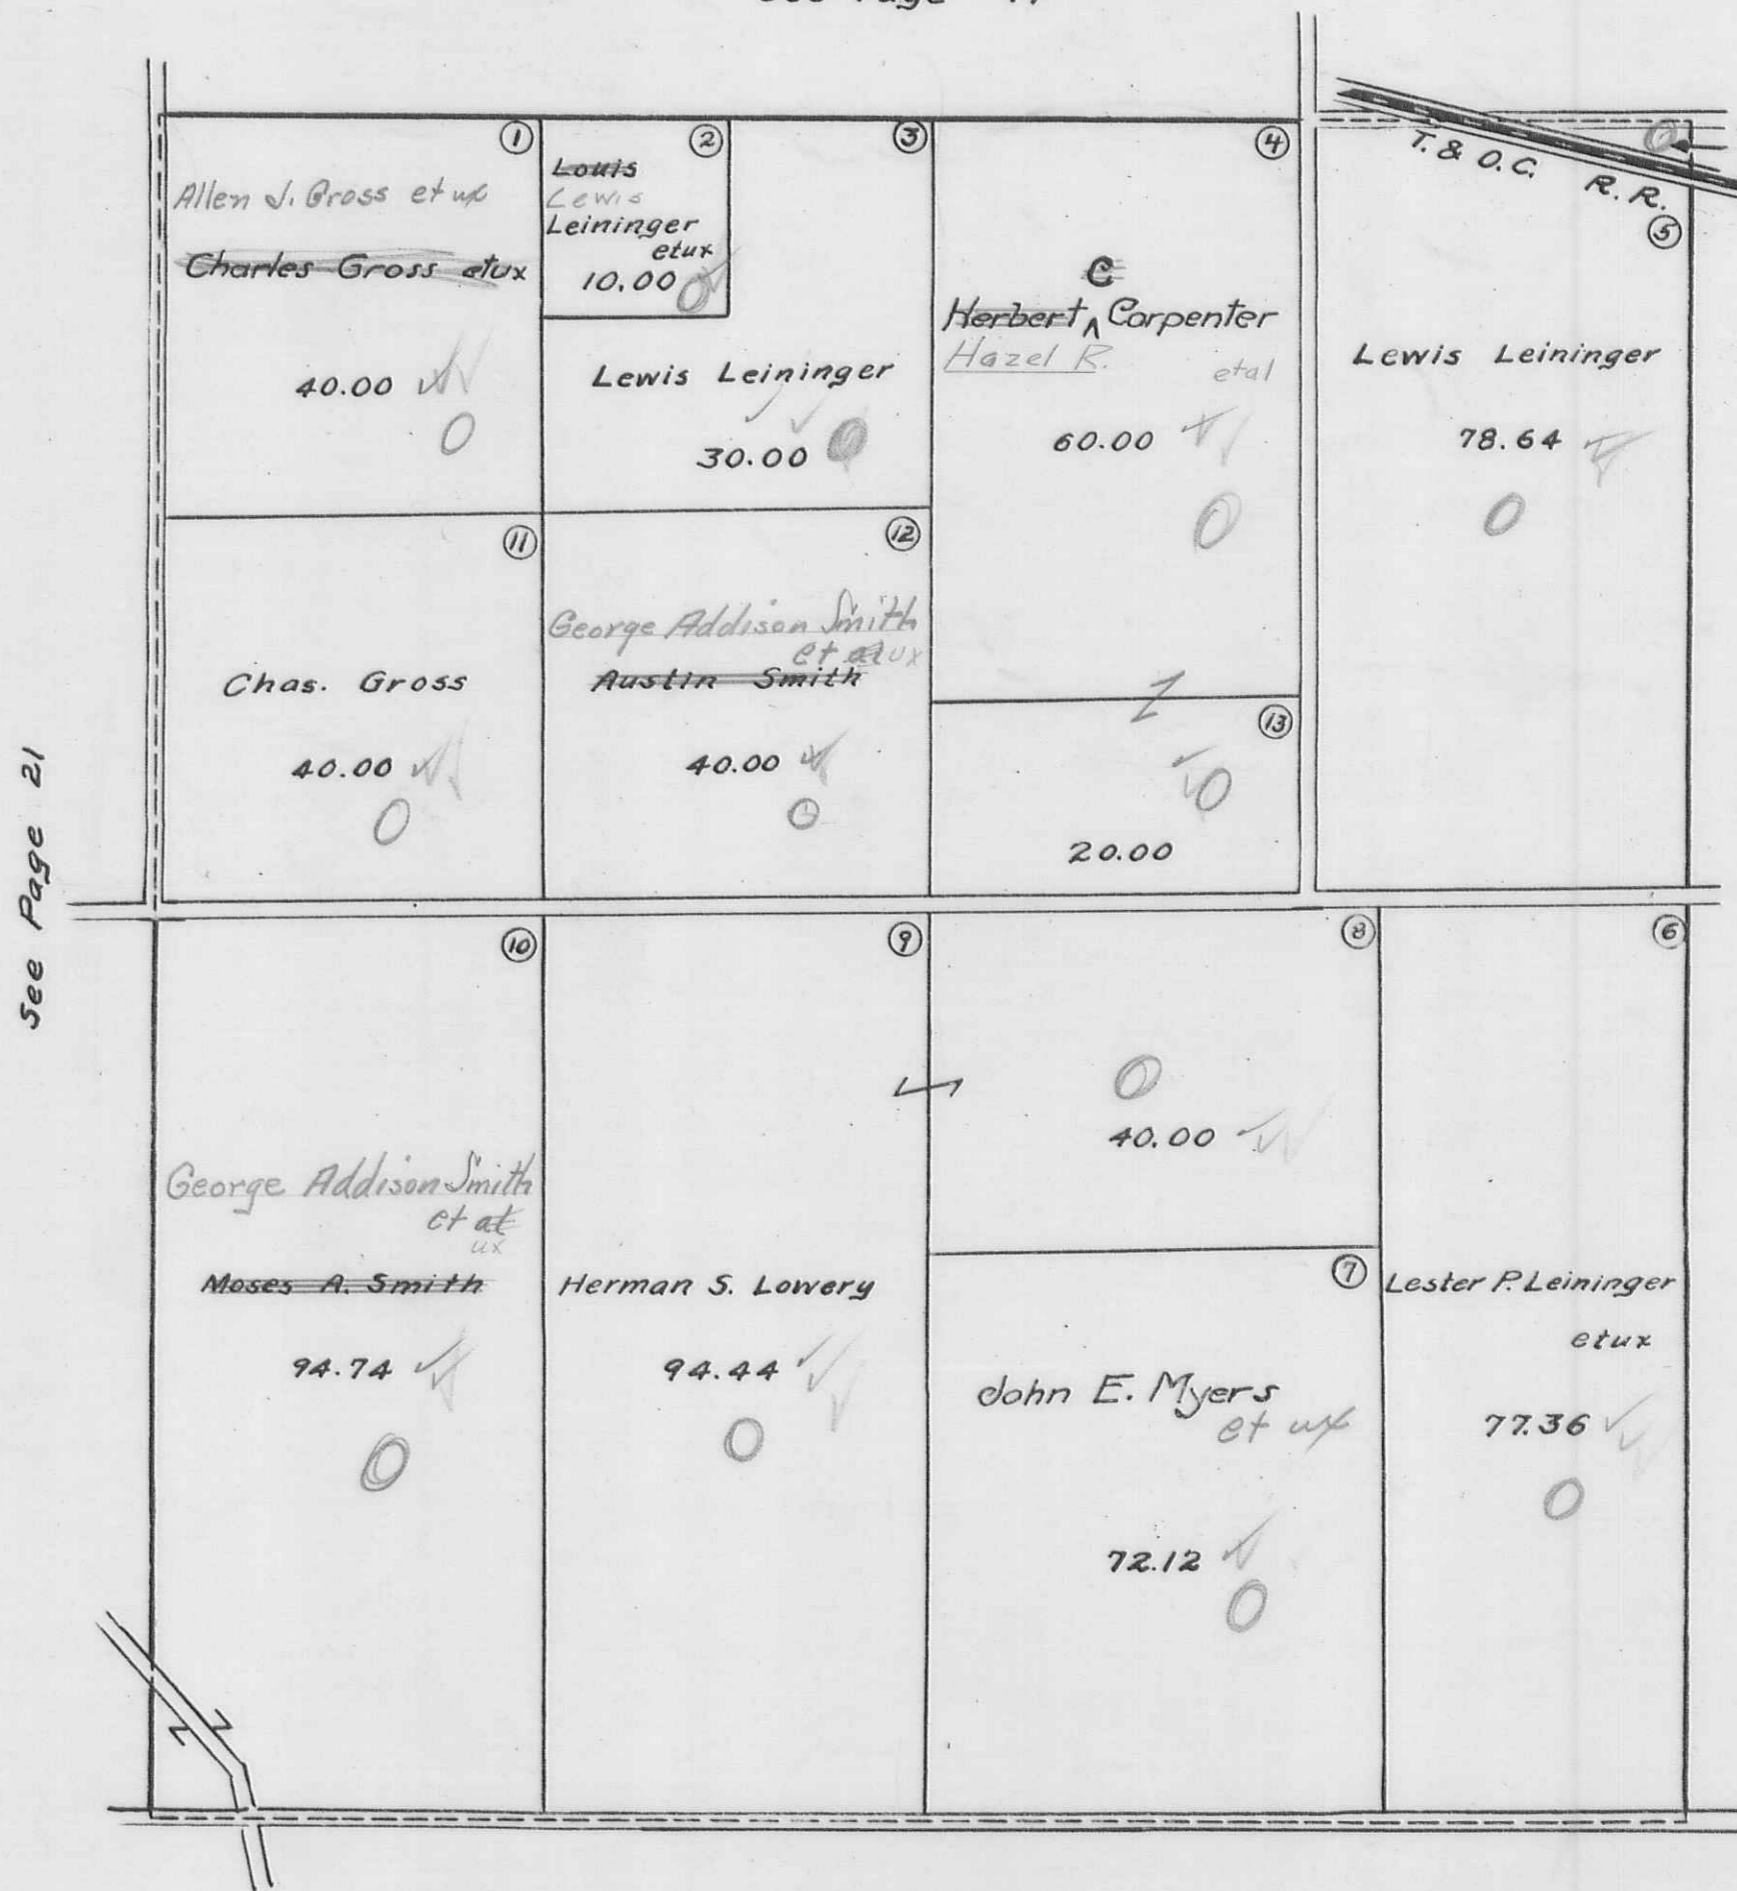 ①
Allen J. Gross et ux
Charles Gross etux
40.00
②
Louis
Lewis
Leininger
etux
10.00
③
Lewis Leininger
30.00
④
C
Herbert ^ Carpenter
Hazel R.
etal
60.00
T. & O.C. R.R.
⑤
Lewis Leininger
78.64
⑪
Chas. Gross
40.00
⑫
George Addison Smith
et al ux
Austin Smith
40.00
⑬
20.00
See Page 21
⑩
George Addison Smith
et al
ux
Moses A. Smith
94.74
⑨
Herman S. Lowery
94.44
⑧
40.00
⑦
John E. Myers
et ux
72.12
⑥
Lester P. Leininger
etux
77.36